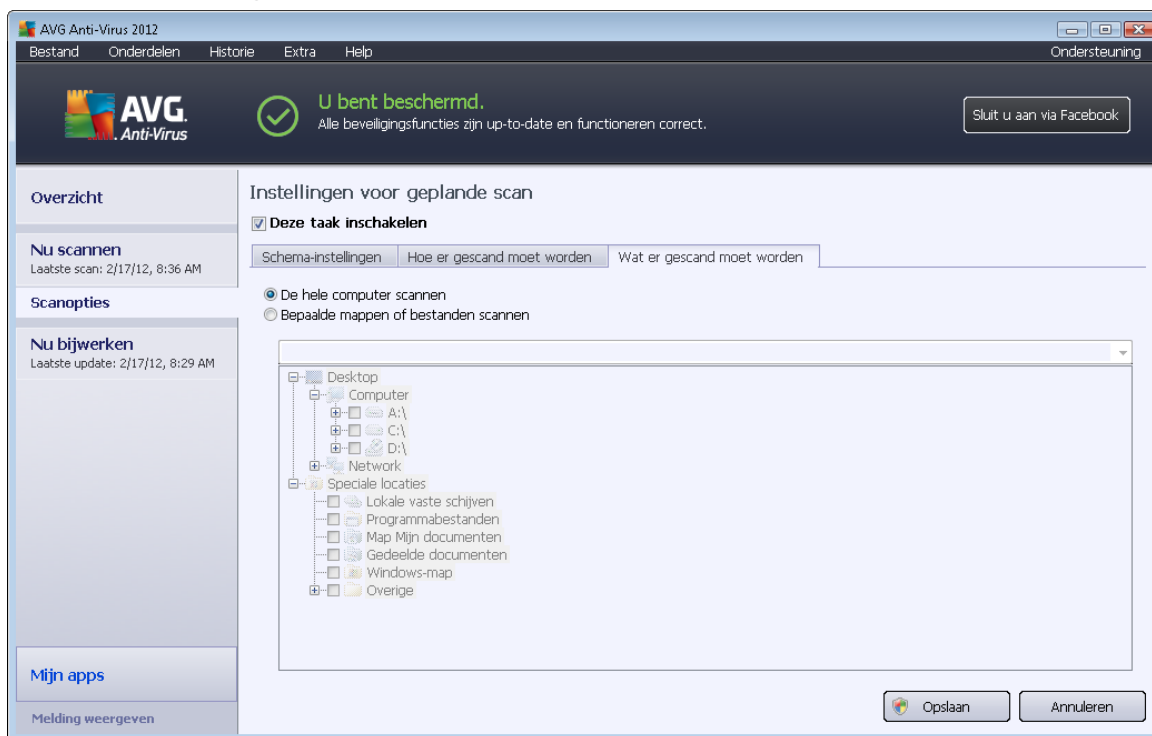 AVG Anti-Virus 2012
Bestand Onderdelen Historie Extra Help Ondersteuning
AVG.
Anti-Virus
U bent beschermd.
Alle beveiligingsfuncties zijn up-to-date en functioneren correct.
Sluit u aan via Facebook
Overzicht
Nu scannen
Laatste scan: 2/17/12, 8:36 AM
Scanopties
Nu bijwerken
Laatste update: 2/17/12, 8:29 AM
Mijn apps
Melding weergeven
Instellingen voor geplande scan
Deze taak inschakelen
Schema-instellingen Hoe er gescand moet worden Wat er gescand moet worden
De hele computer scannen
Bepaalde mappen of bestanden scannen
Desktop
Computer
A:\
C:\
D:\
Network
Speciale locaties
Lokale vaste schijven
Programmabestanden
Map Mijn documenten
Gedeelde documenten
Windows-map
Overige
Opslaan Annuleren